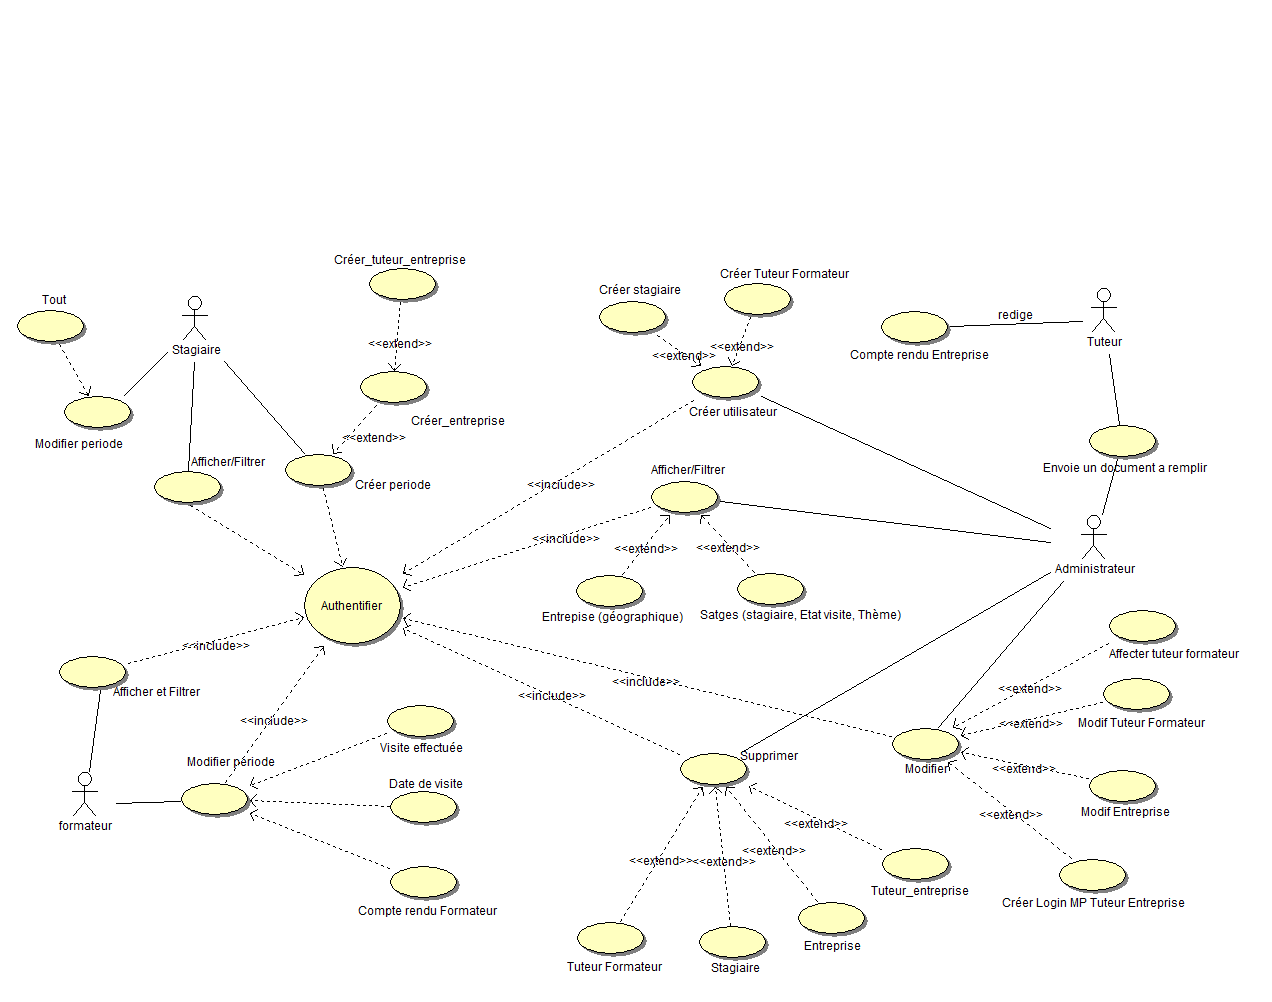 Créer_tuteur_entreprise
Créer Tuteur Formateur
Créer stagiaire
Tout
redige
Stagiaire
<<extend>>
<<extend>>
<<extend>>
Tuteur
Compte rendu Entreprise
Créer utilisateur
Créer_entreprise
<<extend>>
Modifier periode
Afficher/Filtrer
Afficher/Filtrer
Envoie un document a remplir
Créer periode
<<include>>
<<include>>
<<extend>>
<<extend>>
Administrateur
Authentifier
Entrepise (géographique)
Satges (stagiaire, Etat visite, Thème)
<<include>>
Affecter tuteur formateur
<<include>>
<<extend>>
Afficher et Filtrer
<<include>>
<<include>>
<<extend>>
Modif Tuteur Formateur
Visite effectuée
Supprimer
Modifier période
Modifier
<<extend>>
Date de visite
Modif Entreprise
<<extend>>
formateur
<<extend>>
<<extend>>
<<extend>>
<<extend>>
Tuteur_entreprise
Créer Login MP Tuteur Entreprise
Compte rendu Formateur
Entreprise
Tuteur Formateur
Stagiaire